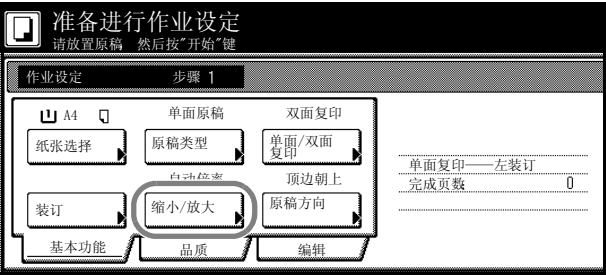 准备进行作业设定
请放置原稿 然后按"开始"键
作业设定 步骤 1
A4 单面原稿 双面复印
纸张选择 原稿类型 单面/双面复印
自动倍率 顶边朝上
装订 缩小/放大 原稿方向
基本功能 品质 编辑
单面复印——左装订
完成页数 0